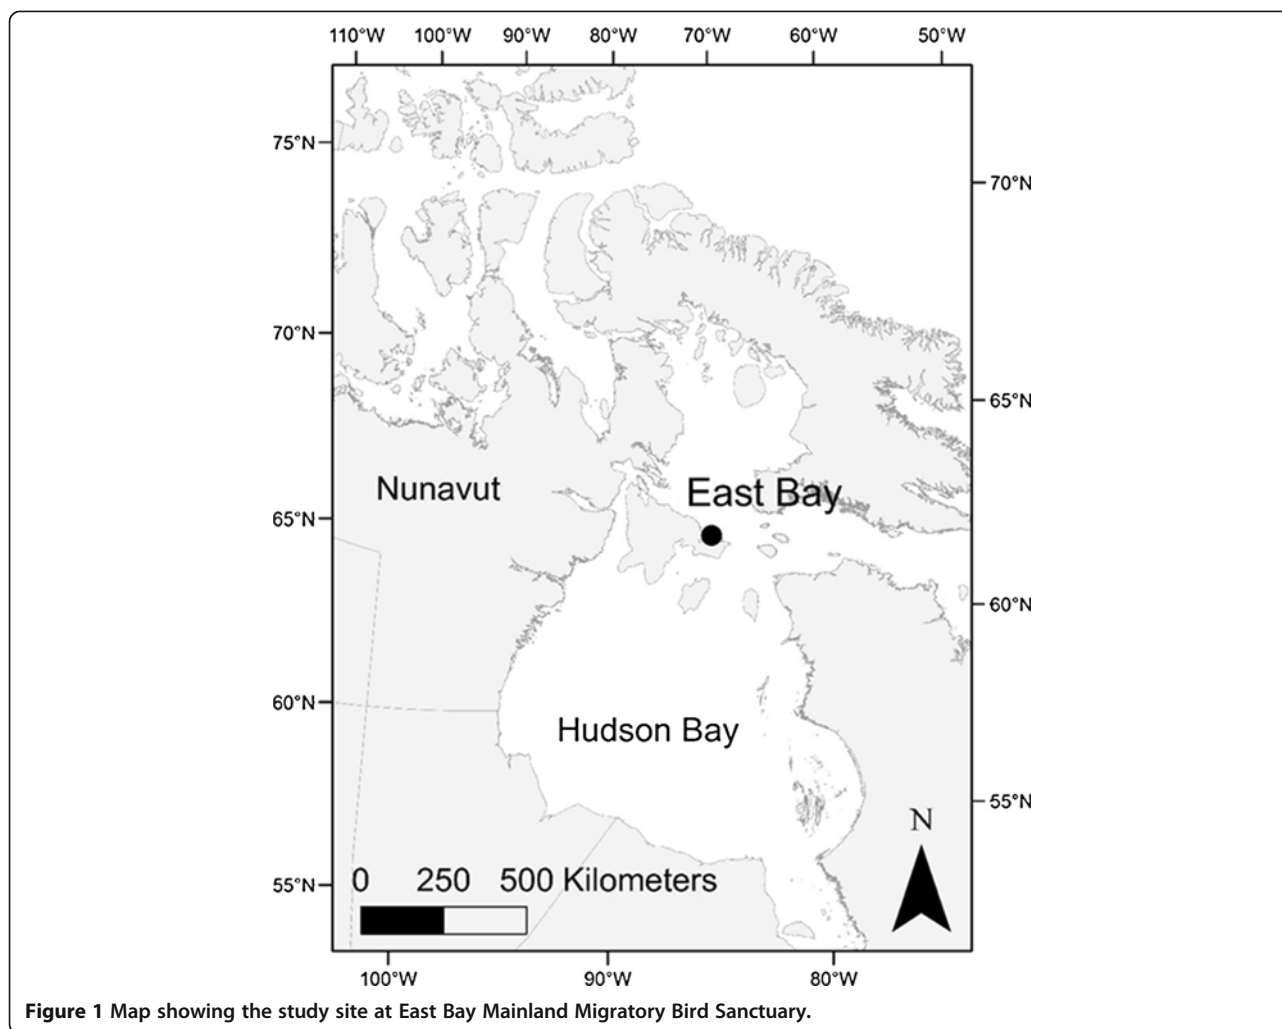 110°W 100°W 90°W 80°W 70°W 60°W 50°W
75°N
70°N
70°N
65°N
Nunavut
East Bay
65°N
60°N
60°N
Hudson Bay
55°N
N
55°N
0 250 500 Kilometers
100°W 90°W 80°W
Figure 1 Map showing the study site at East Bay Mainland Migratory Bird Sanctuary.